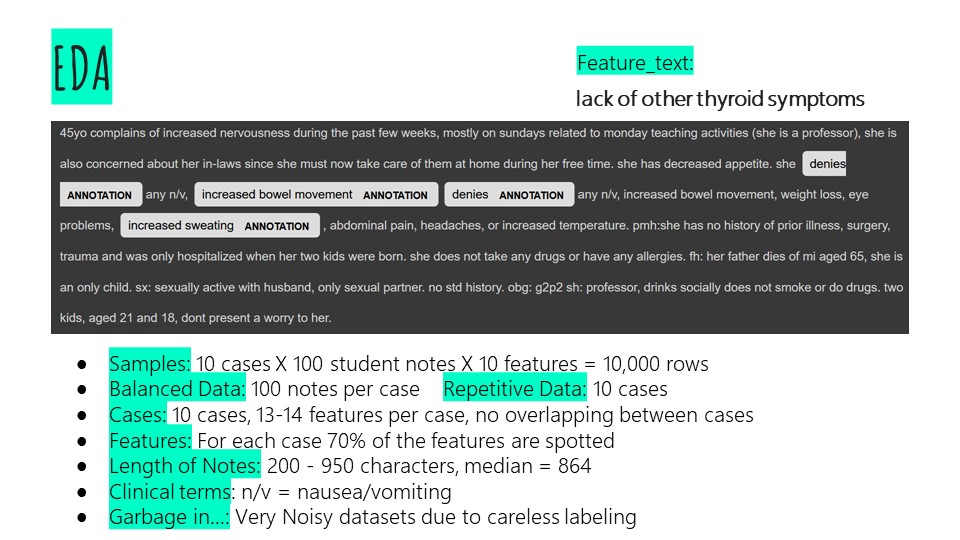 EDA
Feature_text:
lack of other thyroid symptoms
45yo complains of increased nervousness during the past few weeks, mostly on sundays related to monday teaching activities (she is a professor), she is
also concerned about her in-laws since she must now take care of them at home during her free time. she has decreased appetite. she denies
ANNOTATION any n/v, increased bowel movement ANNOTATION denies ANNOTATION any n/v, increased bowel movement, weight loss, eye
problems, increased sweating ANNOTATION , abdominal pain, headaches, or increased temperature. pmh:she has no history of prior illness, surgery,
trauma and was only hospitalized when her two kids were born. she does not take any drugs or have any allergies. fh: her father dies of mi aged 65, she is
an only child. sx: sexually active with husband, only sexual partner. no std history. obg: g2p2 sh: professor, drinks socially does not smoke or do drugs. two
kids, aged 21 and 18, dont present a worry to her.
● Samples: 10 cases X 100 student notes X 10 features = 10,000 rows
● Balanced Data: 100 notes per case Repetitive Data: 10 cases
● Cases: 10 cases, 13-14 features per case, no overlapping between cases
● Features: For each case 70% of the features are spotted
● Length of Notes: 200 - 950 characters, median = 864
● Clinical terms: n/v = nausea/vomiting
● Garbage in...: Very Noisy datasets due to careless labeling